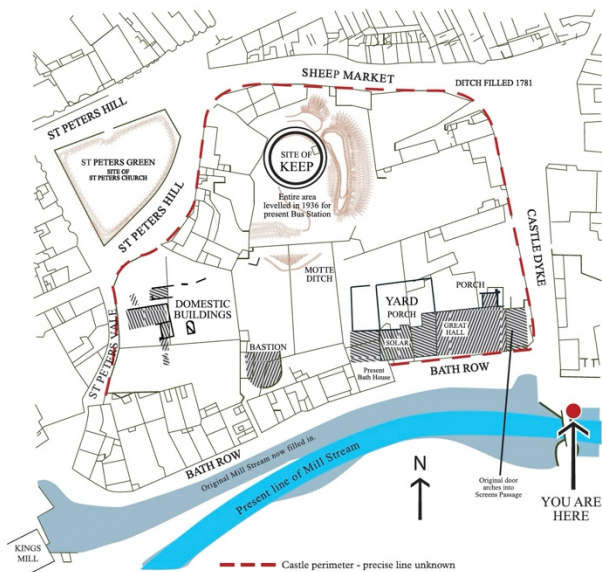 SHEEP MARKET
DITCH FILLED 1781
ST PETERS HILL
ST PETERS GREEN
SITE OF
ST PETERS CHURCH
ST PETERS HILL
SITE OF
KEEP
Entire area
levelled in 1936 for
present Bus Station
CASTLE DYKE
MOTTE
DITCH
DOMESTIC
BUILDINGS
YARD
PORCH
PORCH
ST PETERS VALE
BASTION
SOLAR
GREAT
HALL
Present
Bath House
BATH ROW
BATH ROW
Original Mill Stream now filled in.
Present line of Mill Stream
N
Original door
arches into
Screens Passage
YOU ARE
HERE
KINGS
MILL
Castle perimeter - precise line unknown